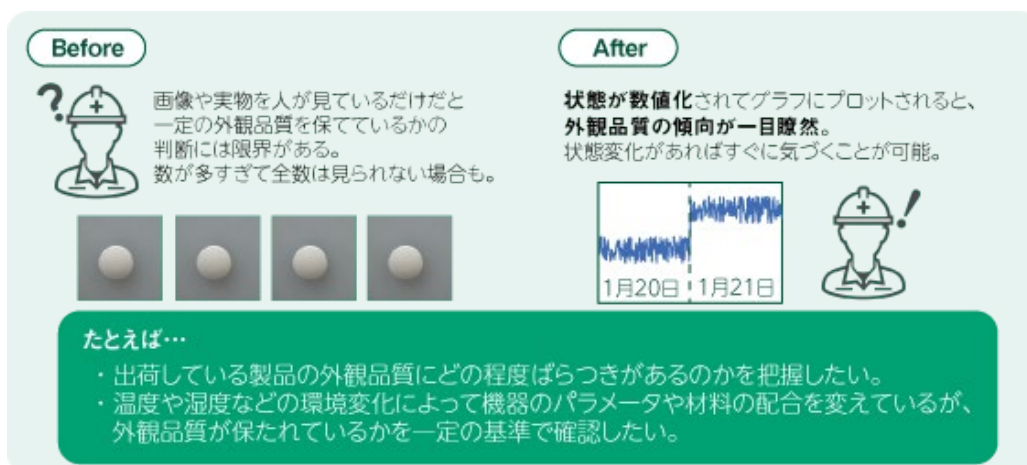 Before
画像や実物を人が見ているだけだと
一定の外観品質を保てているかの
判断には限界がある。
数が多すぎて全数は見られない場合も。
After
状態が数値化されてグラフにプロットされると、
外観品質の傾向が一目瞭然。
状態変化があればすぐに気づくことが可能。
1月20日 1月21日
たとえば…
・出荷している製品の外観品質にどの程度ばらつきがあるのかを把握したい。
・温度や湿度などの環境変化によって機器のパラメータや材料の配合を変えているが、
外観品質が保たれているかを一定の基準で確認したい。